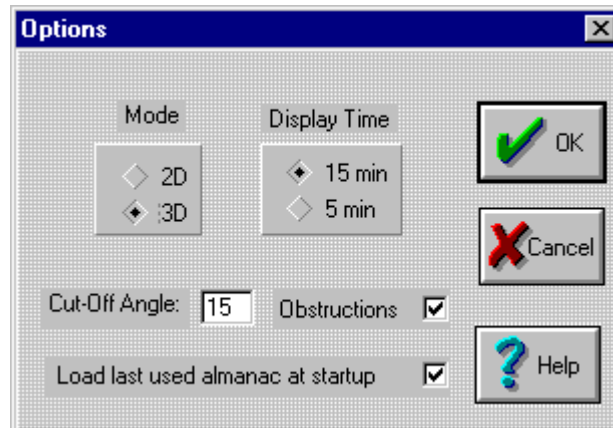 Options
Mode
2D
3D
Display Time
15 min
5 min
OK
Cancel
Cut-Off Angle: 15
Obstructions
Load last used almanac at startup
Help